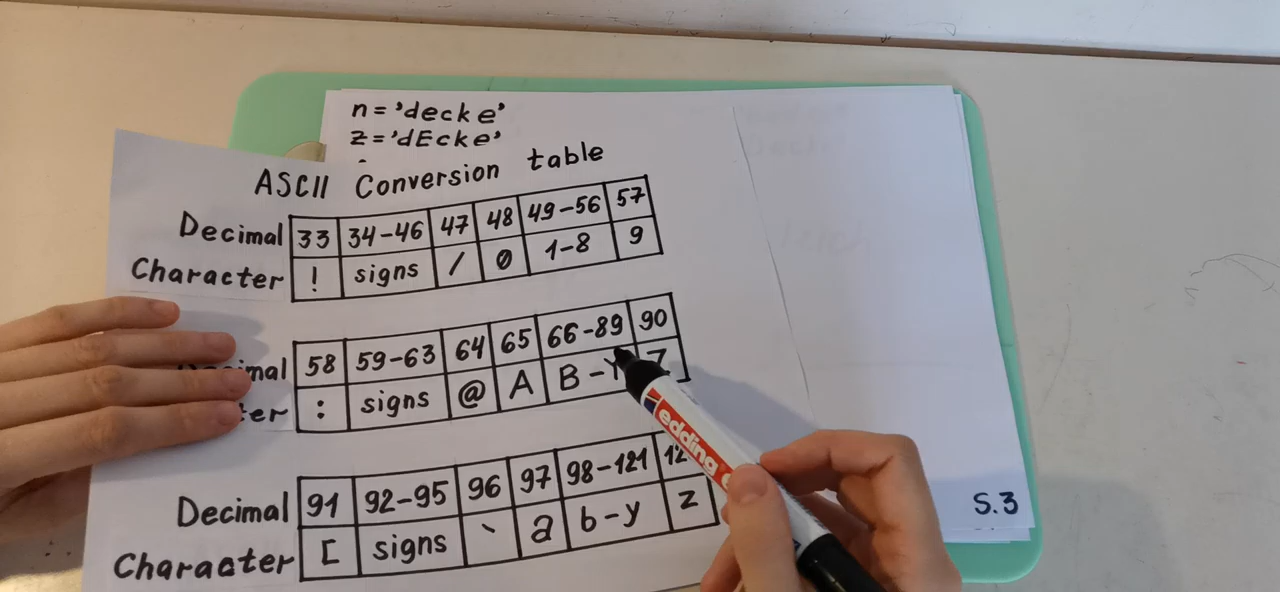 n='decke'
z='dEcke'
ASCII Conversion table
Decimal 33 34-46 47 48 49-56 57
Character ! signs / 0 1-8 9
58 59-63 64 65 66-89 90
: signs @ A B-Y Z
Decimal 91 92-95 96 97 98-121
Character [ signs ` a b-y z
edding
S.3